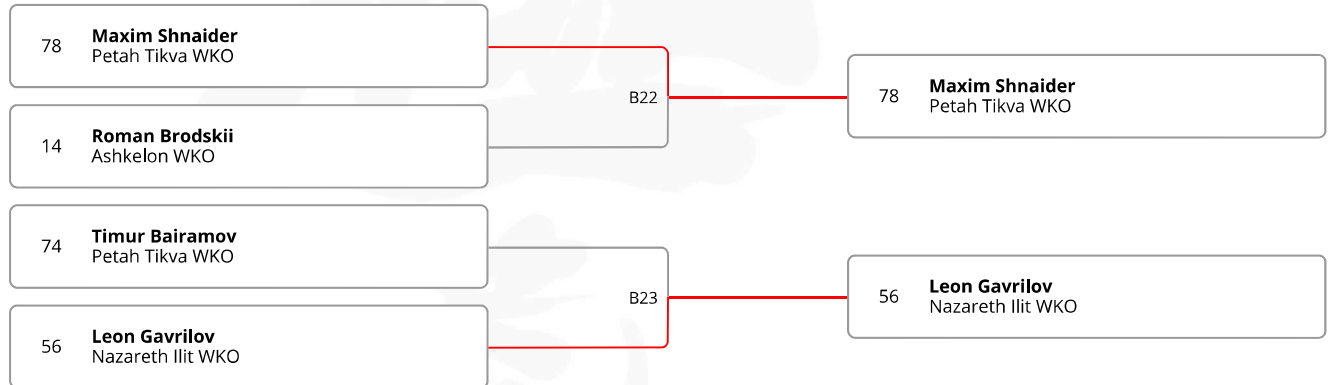 78
Maxim Shnaider
Petah Tikva WKO
14
Roman Brodskii
Ashkelon WKO
B22
78
Maxim Shnaider
Petah Tikva WKO
74
Timur Bairamov
Petah Tikva WKO
56
Leon Gavrilov
Nazareth Ilit WKO
B23
56
Leon Gavrilov
Nazareth Ilit WKO